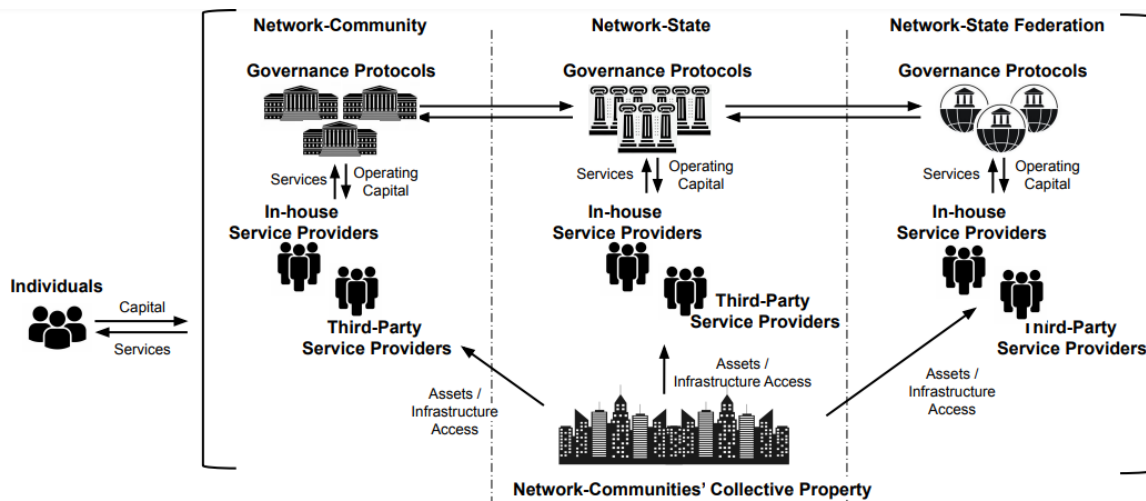 Network-Community
Network-State
Network-State Federation
Governance Protocols
Governance Protocols
Governance Protocols
Services
Operating
Capital
Services
Operating
Capital
Services
Operating
Capital
In-house
Service Providers
In-house
Service Providers
In-house
Service Providers
Individuals
Capital
Services
Third-Party
Service Providers
Third-Party
Service Providers
Third-Party
Service Providers
Assets /
Infrastructure
Access
Assets /
Infrastructure Access
Assets /
Infrastructure
Access
Network-Communities' Collective Property